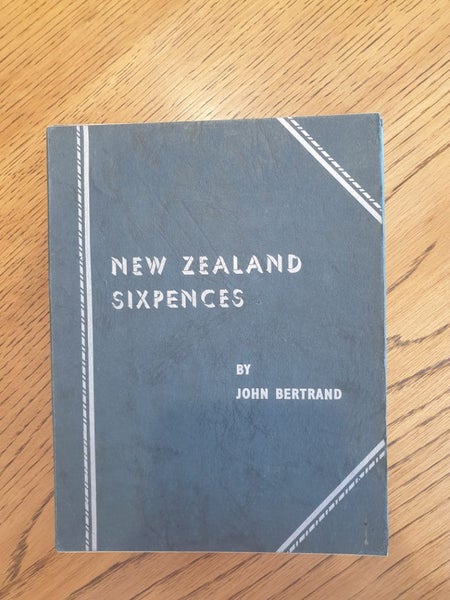 NEW ZEALAND
SIXPENCES
BY
JOHN BERTRAND